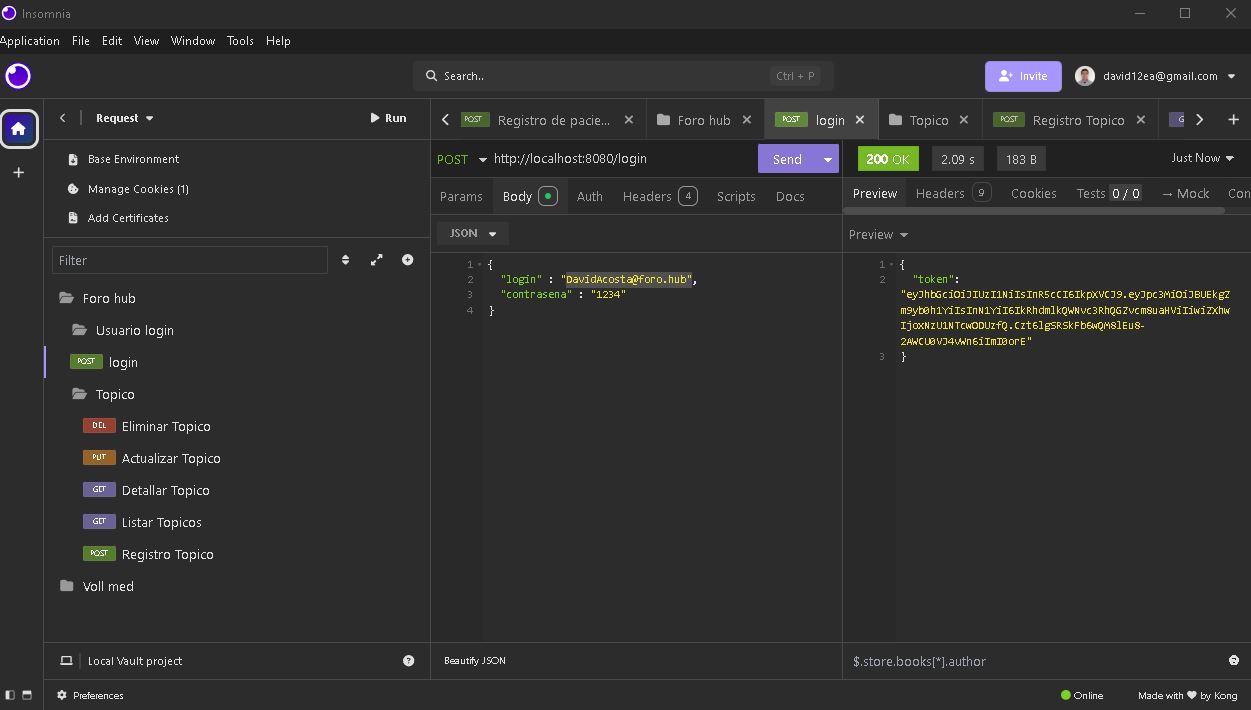 Insomnia
Application File Edit View Window Tools Help
Search.. Ctrl + P
Invite
david12ea@gmail.com
Request
Run
POST Registro de pacie...
Foro hub
POST login
Topico
POST Registro Topico
G
Base Environment
Manage Cookies (1)
Add Certificates
Filter
Foro hub
Usuario login
POST login
Topico
DEL Eliminar Topico
PUT Actualizar Topico
GET Detallar Topico
GET Listar Topicos
POST Registro Topico
Voll med
Local Vault project
POST http://localhost:8080/login
Send
Params Body Auth Headers 4 Scripts Docs
JSON
1 {
2 "login" : "DavidAcosta@foro.hub",
3 "contrasena" : "1234"
4 }
Beautify JSON
200 OK 2.09 s 183 B
Just Now
Preview Headers 9 Cookies Tests 0 / 0 → Mock Con
Preview
1 {
2 "token":
3 }
$.store.books[*].author
Preferences
Online
Made with ❤ by Kong